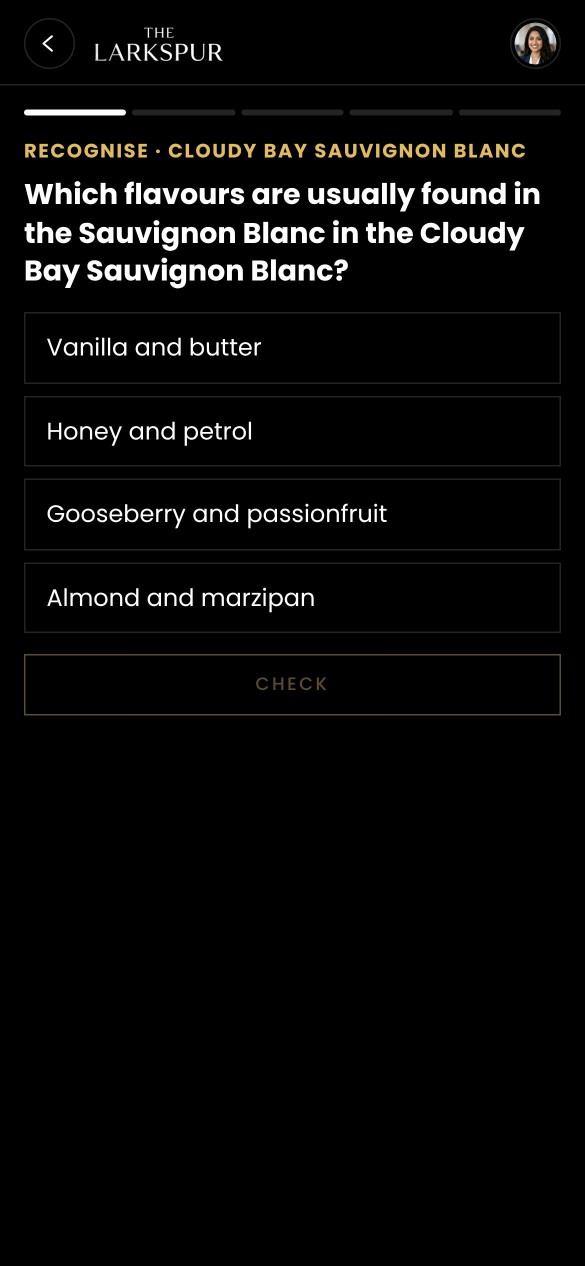 THE
LARKSPUR
RECOGNISE · CLOUDY BAY SAUVIGNON BLANC
Which flavours are usually found in
the Sauvignon Blanc in the Cloudy
Bay Sauvignon Blanc?
Vanilla and butter
Honey and petrol
Gooseberry and passionfruit
Almond and marzipan
CHECK